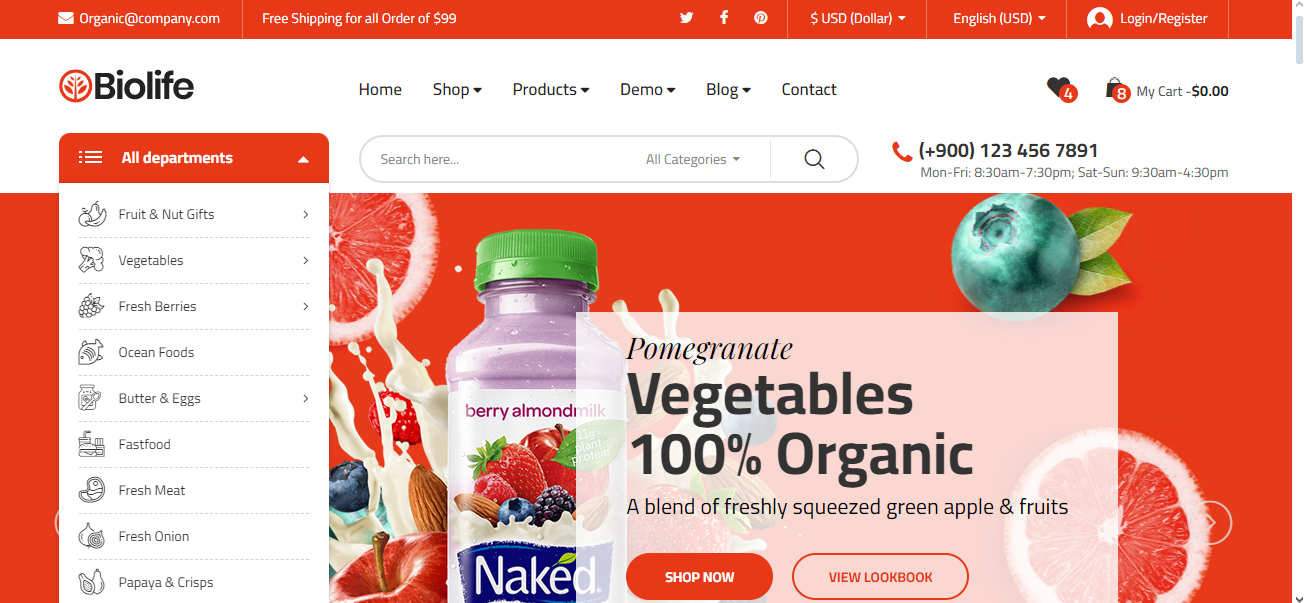 Organic@company.com
Free Shipping for all Order of $99
$ USD (Dollar)
English (USD)
Login/Register
Biolife
Home
Shop
Products
Demo
Blog
Contact
4
8
My Cart -$0.00
All departments
Search here...
All Categories
(+900) 123 456 7891
Mon-Fri: 8:30am-7:30pm; Sat-Sun: 9:30am-4:30pm
Fruit & Nut Gifts
Vegetables
Fresh Berries
Ocean Foods
Butter & Eggs
Fastfood
Fresh Meat
Fresh Onion
Papaya & Crisps
berry almondmilk
11g
plant
protein
Naked
Pomegranate
Vegetables
100% Organic
A blend of freshly squeezed green apple & fruits
SHOP NOW
VIEW LOOKBOOK